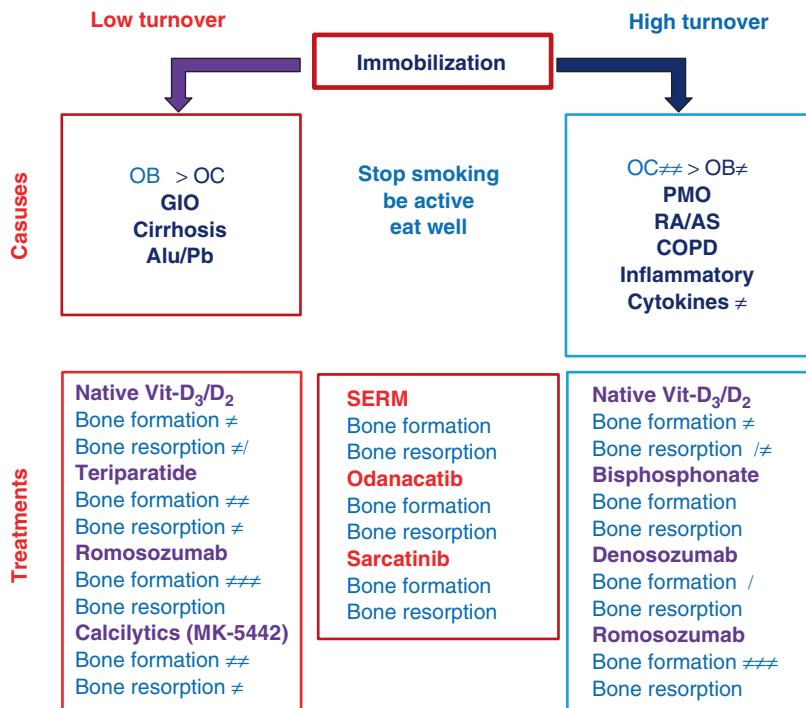 Low turnover
High turnover
Immobilization
Casuses
OB > OC
GIO
Cirrhosis
Alu/Pb
Stop smoking
be active
eat well
OC≠≠ > OB≠
PMO
RA/AS
COPD
Inflammatory
Cytokines ≠
Treatments
Native Vit-D₃/D₂
Bone formation ≠
Bone resorption ≠/
Teriparatide
Bone formation ≠≠
Bone resorption ≠
Romosozumab
Bone formation ≠≠≠
Bone resorption
Calcilytics (MK-5442)
Bone formation ≠≠
Bone resorption ≠
SERM
Bone formation
Bone resorption
Odanacatib
Bone formation
Bone resorption
Sarcatinib
Bone formation
Bone resorption
Native Vit-D₃/D₂
Bone formation ≠
Bone resorption /≠
Bisphosphonate
Bone formation
Bone resorption
Denosozumab
Bone formation /
Bone resorption
Romosozumab
Bone formation ≠≠≠
Bone resorption